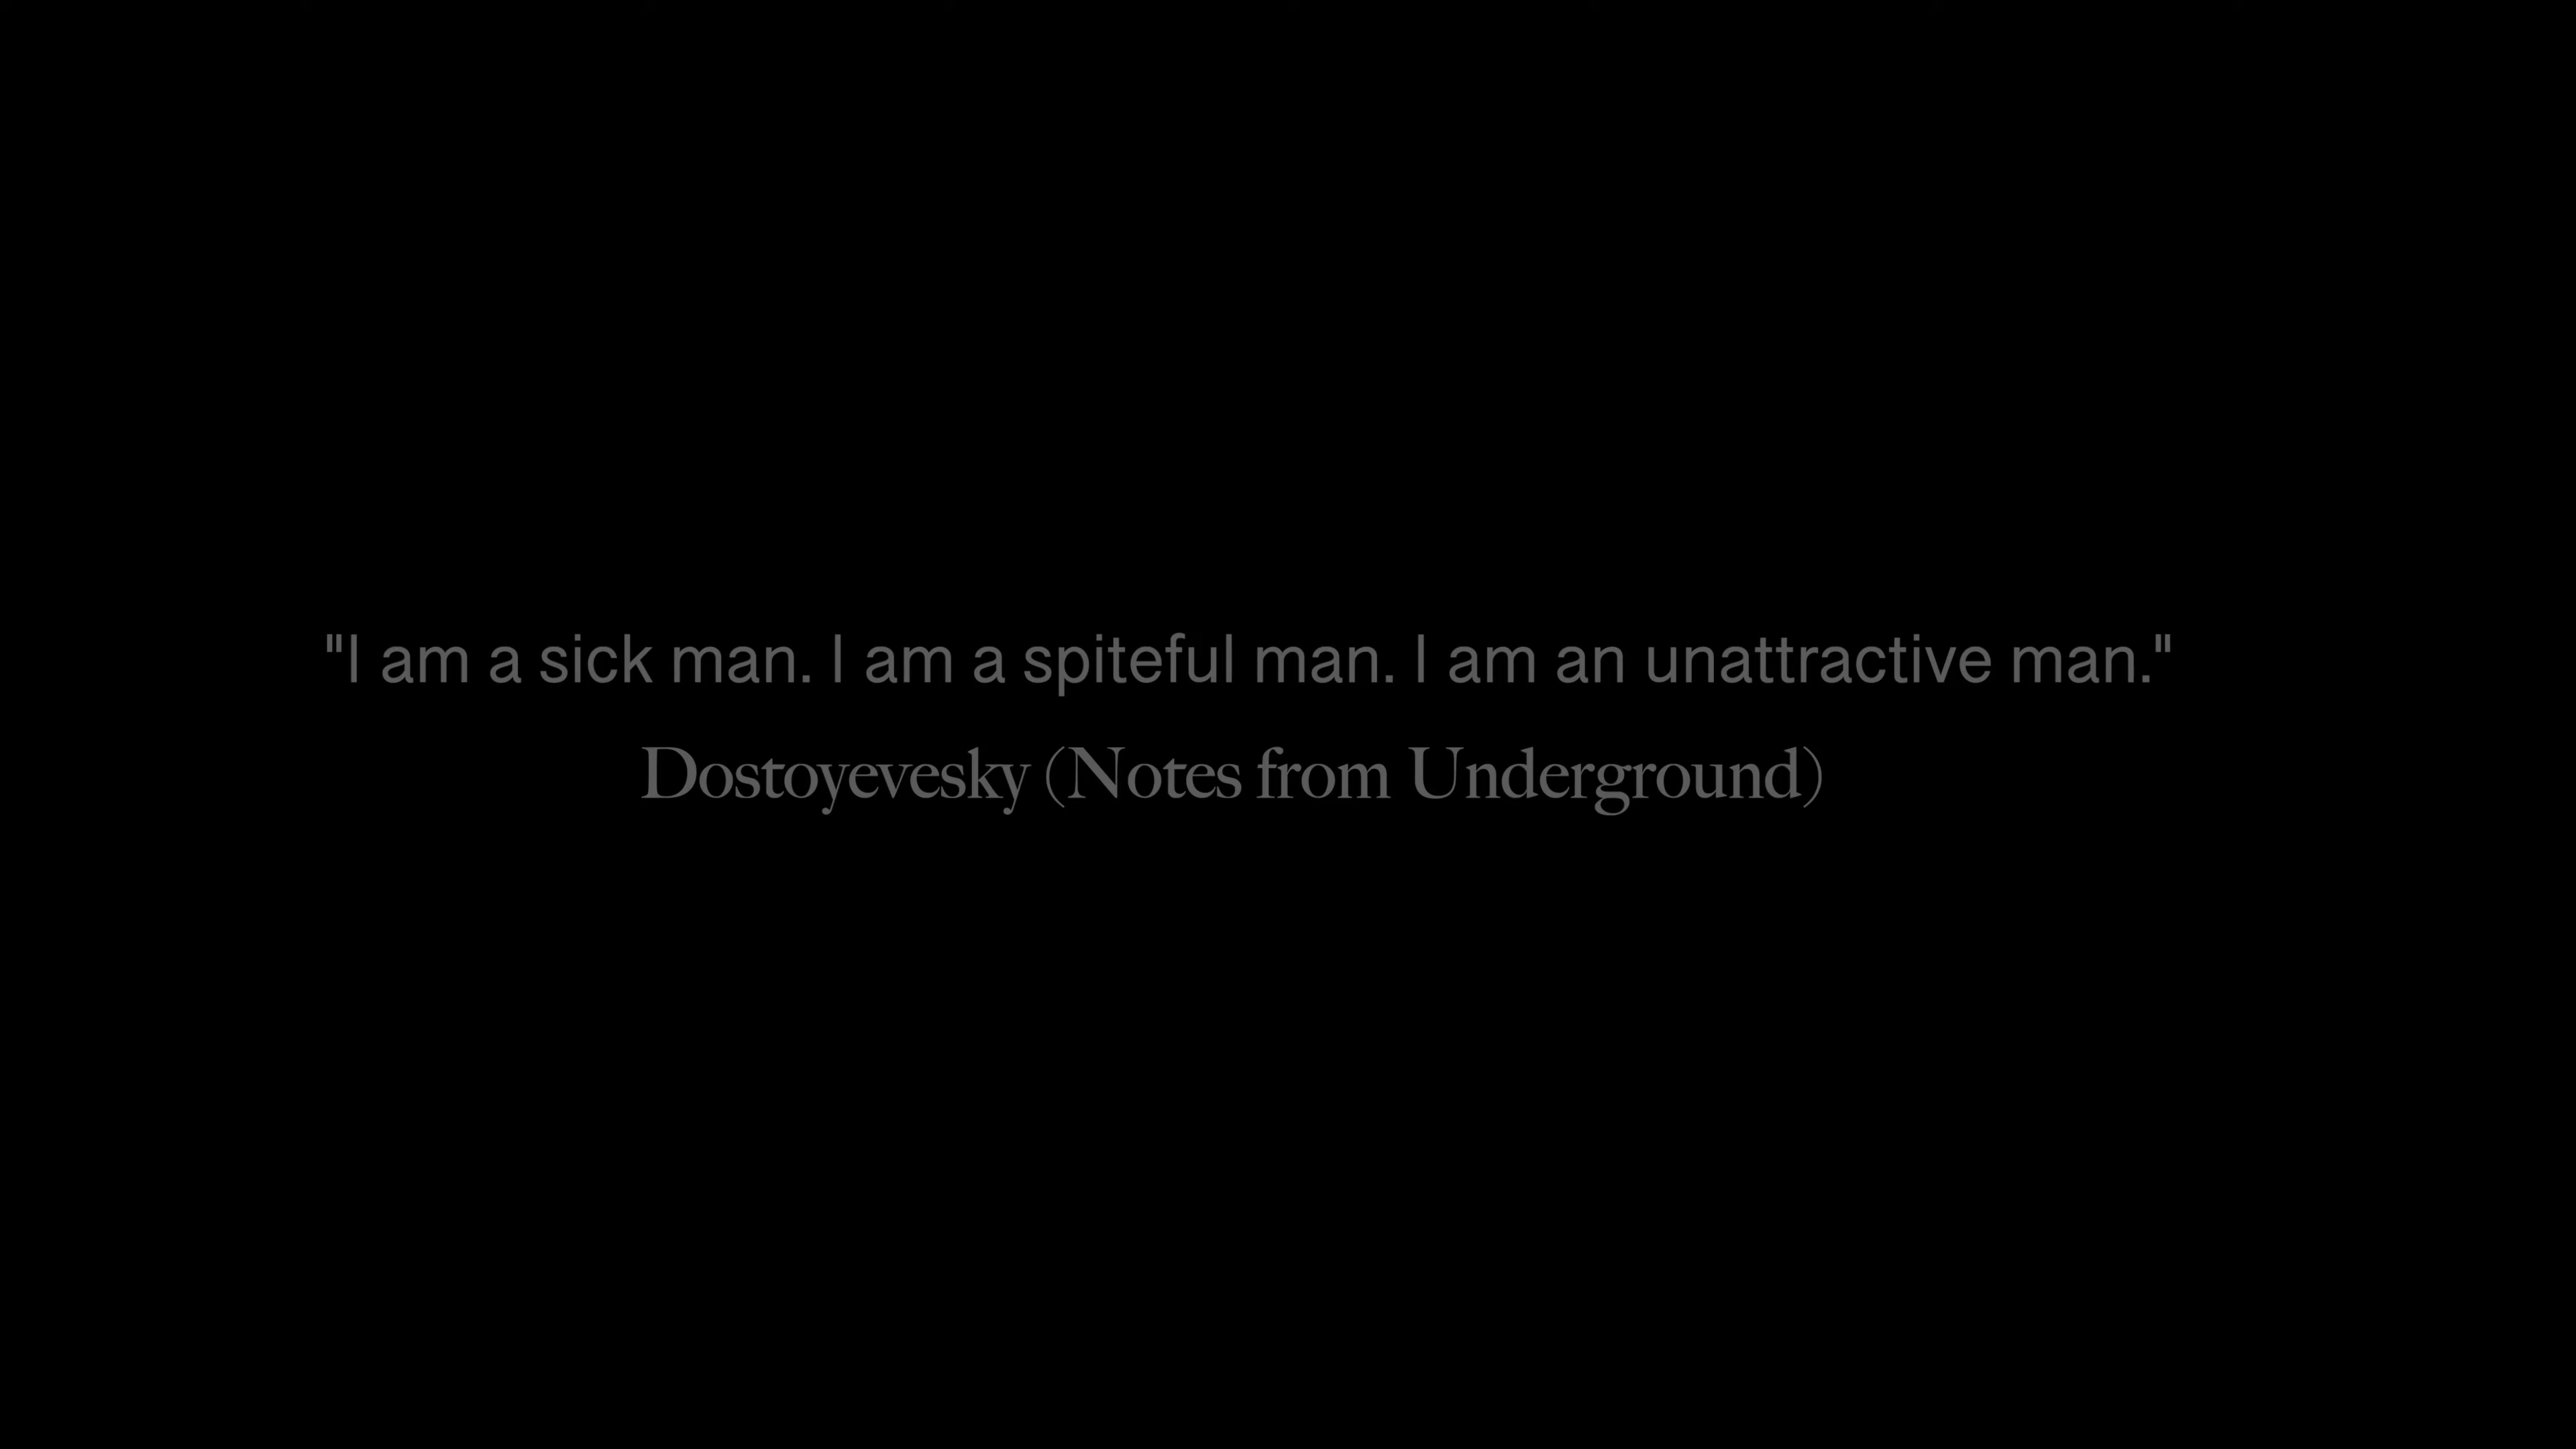 "I am a sick man. I am a spiteful man. I am an unattractive man."
Dostoyevesky (Notes from Underground)